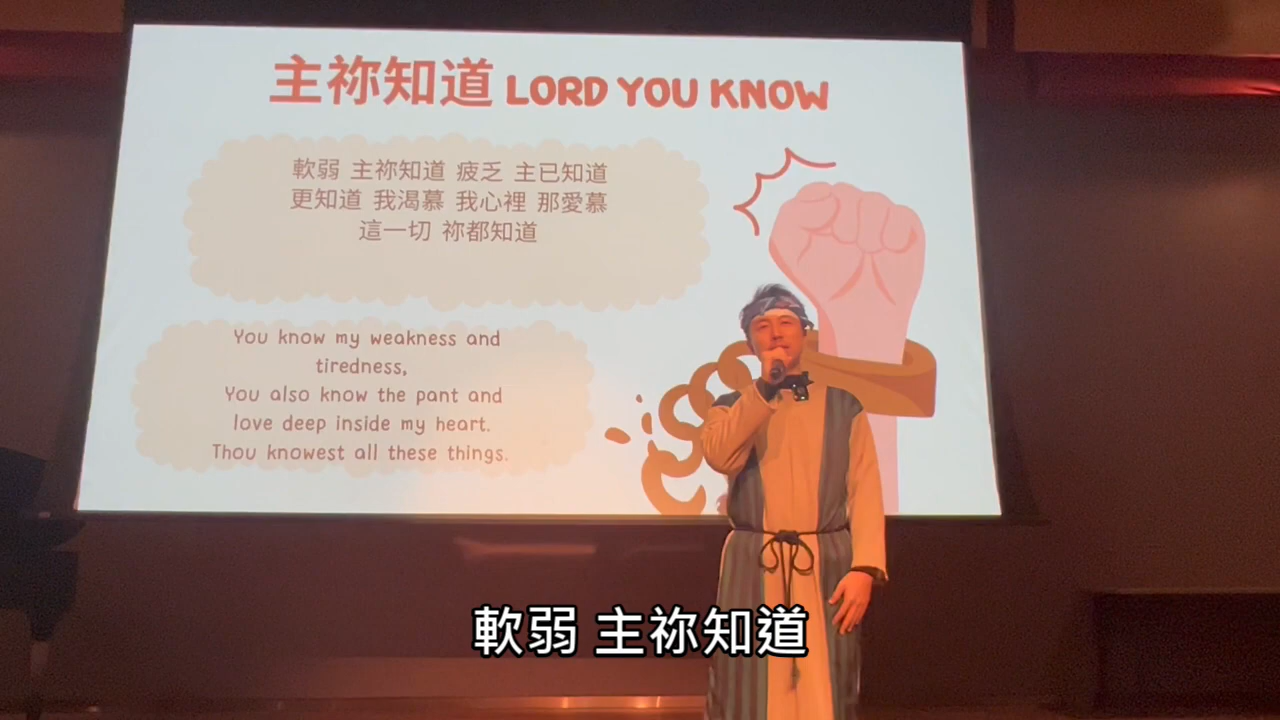 主祢知道 LORD YOU KNOW
軟弱 主祢知道 疲乏 主已知道
更知道 我渴慕 我心裡 那愛慕
這一切 祢都知道
You know my weakness and
tiredness,
You also know the pant and
love deep inside my heart.
Thou knowest all these things.
軟弱 主祢知道